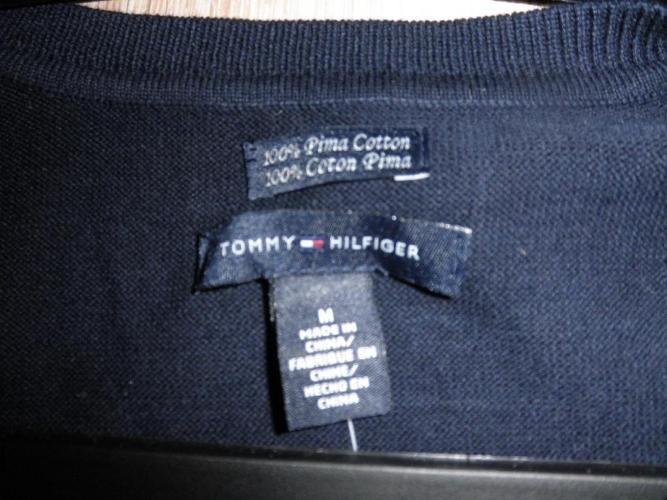 100% Pima Cotton
100% Coton Pima
TOMMY HILFIGER
M
MADE IN
CHINA/
FABRIQUE EN
CHINE/
HECHO EN
CHINA